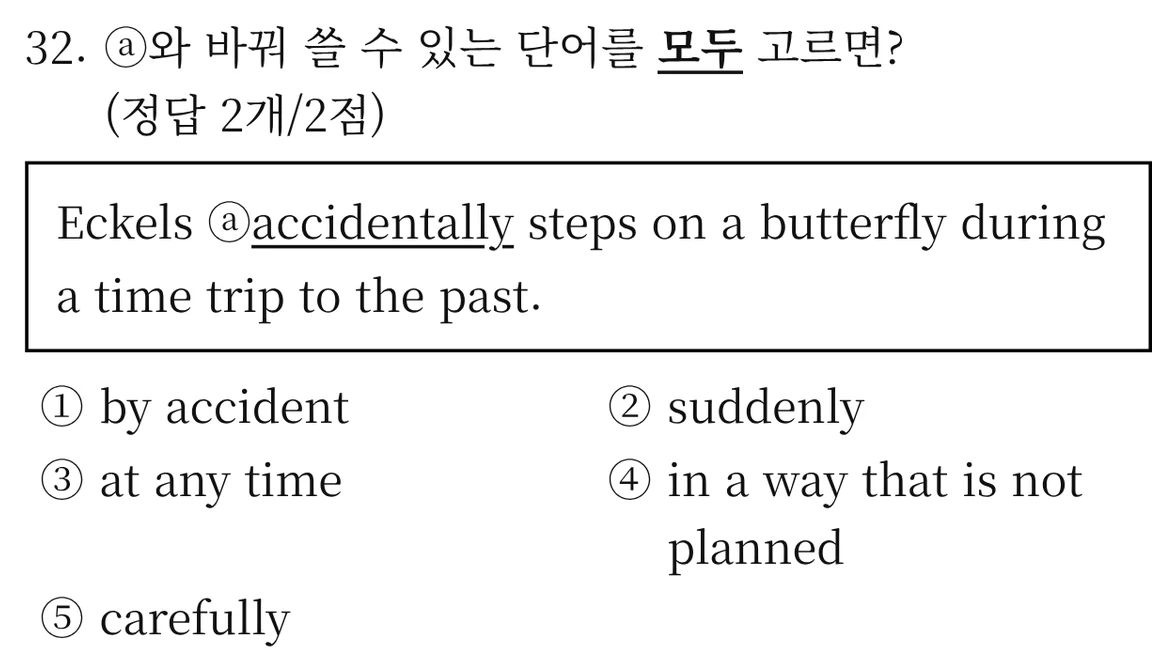 32. ⓐ와 바꿔 쓸 수 있는 단어를 모두 고르면?
(정답 2개/2점)
Eckels ⓐaccidentally steps on a butterfly during
a time trip to the past.
① by accident
② suddenly
③ at any time
④ in a way that is not
planned
⑤ carefully